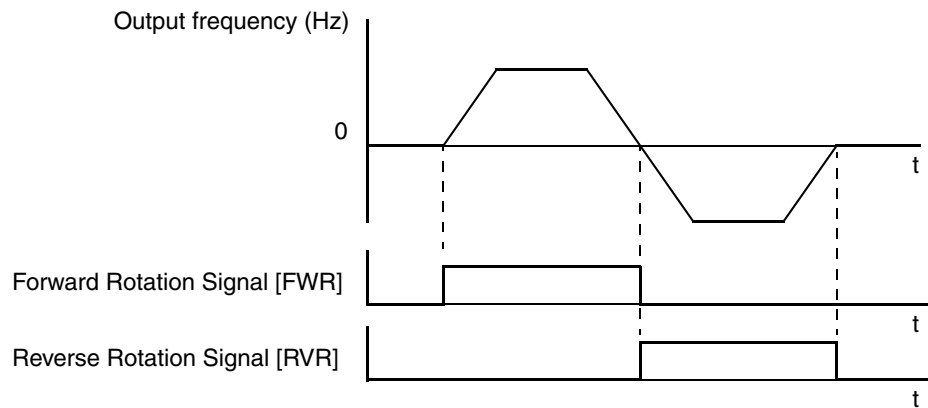 Output frequency (Hz)
0
t
Forward Rotation Signal [FWR]
t
Reverse Rotation Signal [RVR]
t